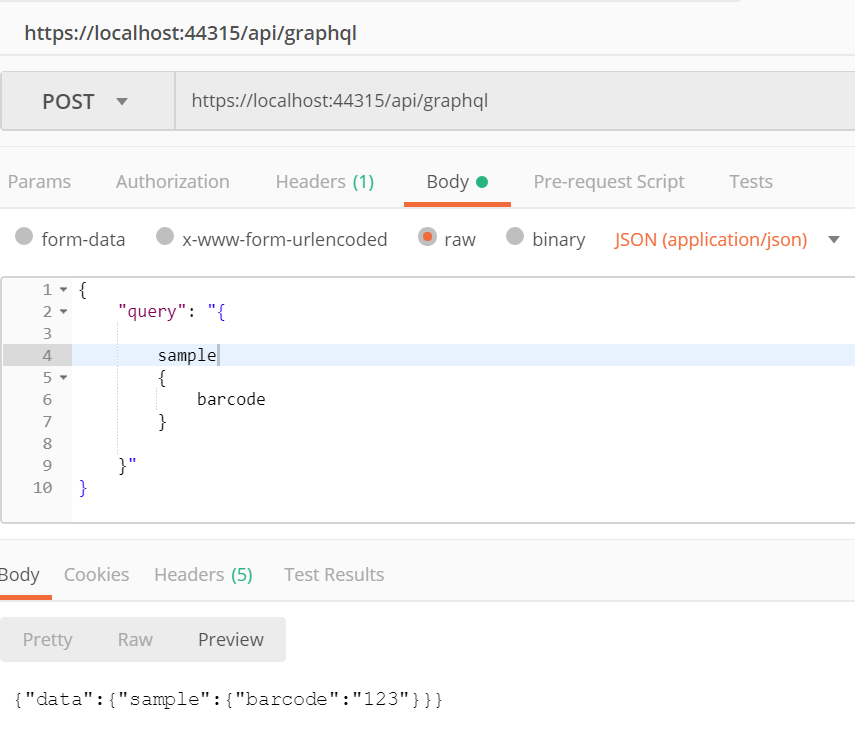 https://localhost:44315/api/graphql
POST https://localhost:44315/api/graphql
Params Authorization Headers (1) Body Pre-request Script Tests
form-data x-www-form-urlencoded raw binary JSON (application/json)
1 {
2 "query": "{
3
4 sample
5 {
6 barcode
7 }
8
9 }"
10 }
Body Cookies Headers (5) Test Results
Pretty Raw Preview
{"data":{"sample":{"barcode":"123"}}}